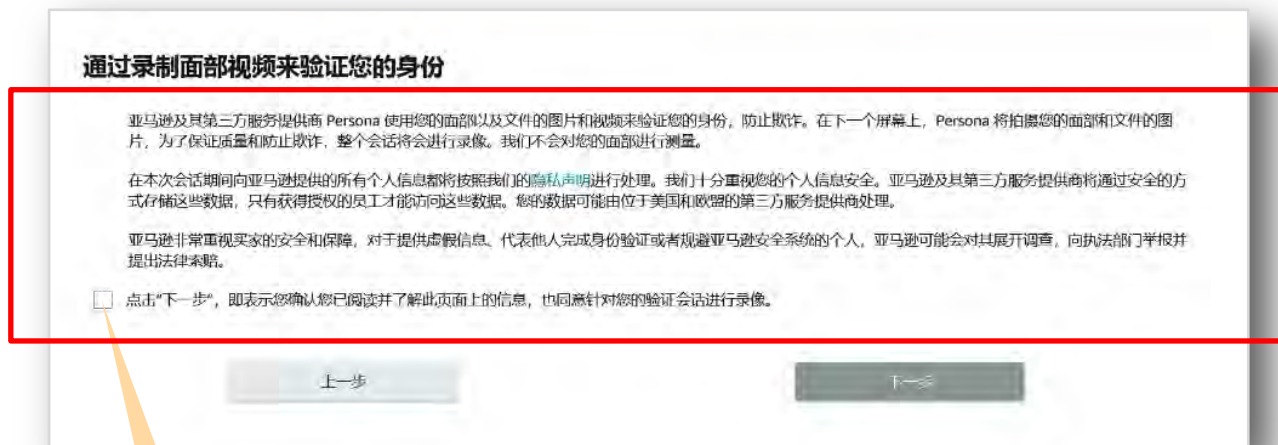 通过录制面部视频来验证您的身份
亚马逊及其第三方服务提供商 Persona 使用您的面部以及文件的图片和视频来验证您的身份，防止欺诈。在下一个屏幕上，Persona 将拍摄您的面部和文件的图
片，为了保证质量和防止欺诈，整个会话将会进行录像。我们不会对您的面部进行测量。
在本次会话期间向亚马逊提供的所有个人信息都将按照我们的隐私声明进行处理。我们十分重视您的个人信息安全。亚马逊及其第三方服务提供商将通过安全的方
式存储这些数据，只有获得授权的员工才能访问这些数据。您的数据可能由位于美国和欧盟的第三方服务提供商处理。
亚马逊非常重视买家的安全和保障，对于提供虚假信息、代表他人完成身份验证或者规避亚马逊安全系统的个人，亚马逊可能会对其展开调查，向执法部门举报并
提出法律索赔。
点击“下一步”，即表示您确认您已阅读并了解此页面上的信息，也同意针对您的验证会话进行录像。
上一步
下一步